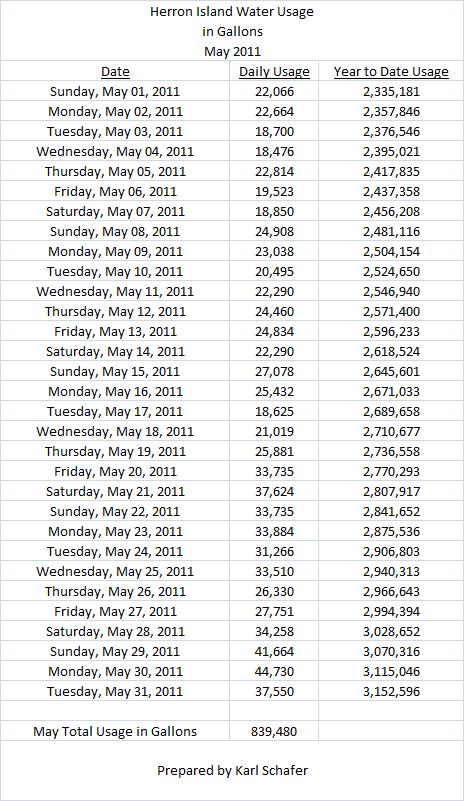 Herron Island Water Usage
in Gallons
May 2011
Date Daily Usage Year to Date Usage
Sunday, May 01, 2011 22,066 2,335,181
Monday, May 02, 2011 22,664 2,357,846
Tuesday, May 03, 2011 18,700 2,376,546
Wednesday, May 04, 2011 18,476 2,395,021
Thursday, May 05, 2011 22,814 2,417,835
Friday, May 06, 2011 19,523 2,437,358
Saturday, May 07, 2011 18,850 2,456,208
Sunday, May 08, 2011 24,908 2,481,116
Monday, May 09, 2011 23,038 2,504,154
Tuesday, May 10, 2011 20,495 2,524,650
Wednesday, May 11, 2011 22,290 2,546,940
Thursday, May 12, 2011 24,460 2,571,400
Friday, May 13, 2011 24,834 2,596,233
Saturday, May 14, 2011 22,290 2,618,524
Sunday, May 15, 2011 27,078 2,645,601
Monday, May 16, 2011 25,432 2,671,033
Tuesday, May 17, 2011 18,625 2,689,658
Wednesday, May 18, 2011 21,019 2,710,677
Thursday, May 19, 2011 25,881 2,736,558
Friday, May 20, 2011 33,735 2,770,293
Saturday, May 21, 2011 37,624 2,807,917
Sunday, May 22, 2011 33,735 2,841,652
Monday, May 23, 2011 33,884 2,875,536
Tuesday, May 24, 2011 31,266 2,906,803
Wednesday, May 25, 2011 33,510 2,940,313
Thursday, May 26, 2011 26,330 2,966,643
Friday, May 27, 2011 27,751 2,994,394
Saturday, May 28, 2011 34,258 3,028,652
Sunday, May 29, 2011 41,664 3,070,316
Monday, May 30, 2011 44,730 3,115,046
Tuesday, May 31, 2011 37,550 3,152,596
May Total Usage in Gallons 839,480
Prepared by Karl Schafer